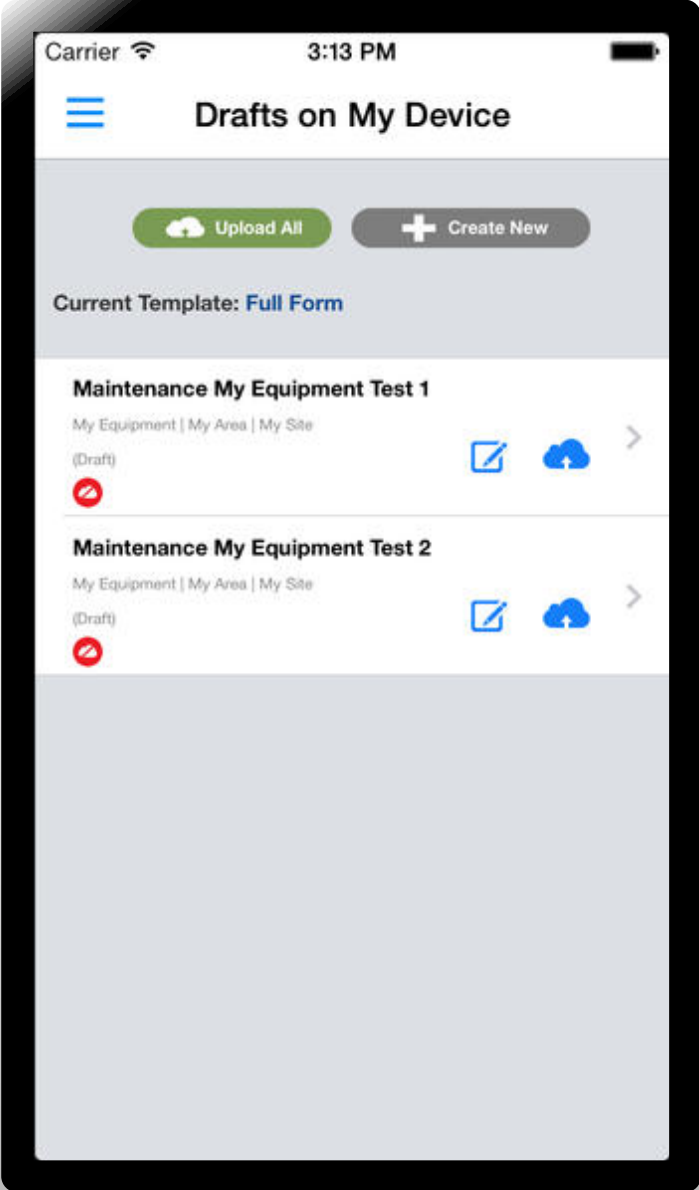 Carrier 3:13 PM
Drafts on My Device
Upload All Create New
Current Template: Full Form
Maintenance My Equipment Test 1
My Equipment | My Area | My Site
(Draft)
Maintenance My Equipment Test 2
My Equipment | My Area | My Site
(Draft)